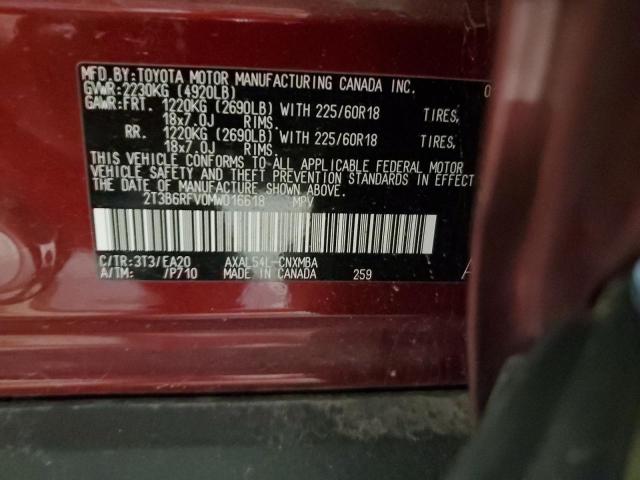 MFD.BY:TOYOTA MOTOR MANUFACTURING CANADA INC. 0
GVWR:2230KG (4920LB)
GAWR:FRT. 1220KG (2690LB) WITH 225/60R18 TIRES,
18x7.0J RIMS.
RR. 1220KG (2690LB) WITH 225/60R18 TIRES,
18x7.0J RIMS.
THIS VEHICLE CONFORMS TO ALL APPLICABLE FEDERAL MOTOR
VEHICLE SAFETY AND THEFT PREVENTION STANDARDS IN EFFECT
THE DATE OF MANUFACTURE SHOWN ABOVE.
2T3B6RFV0MW016618 MPV
C/TR:3T3/EA20 AXAL54L-CNXMBA
A/TM: /P710 MADE IN CANADA 259 A